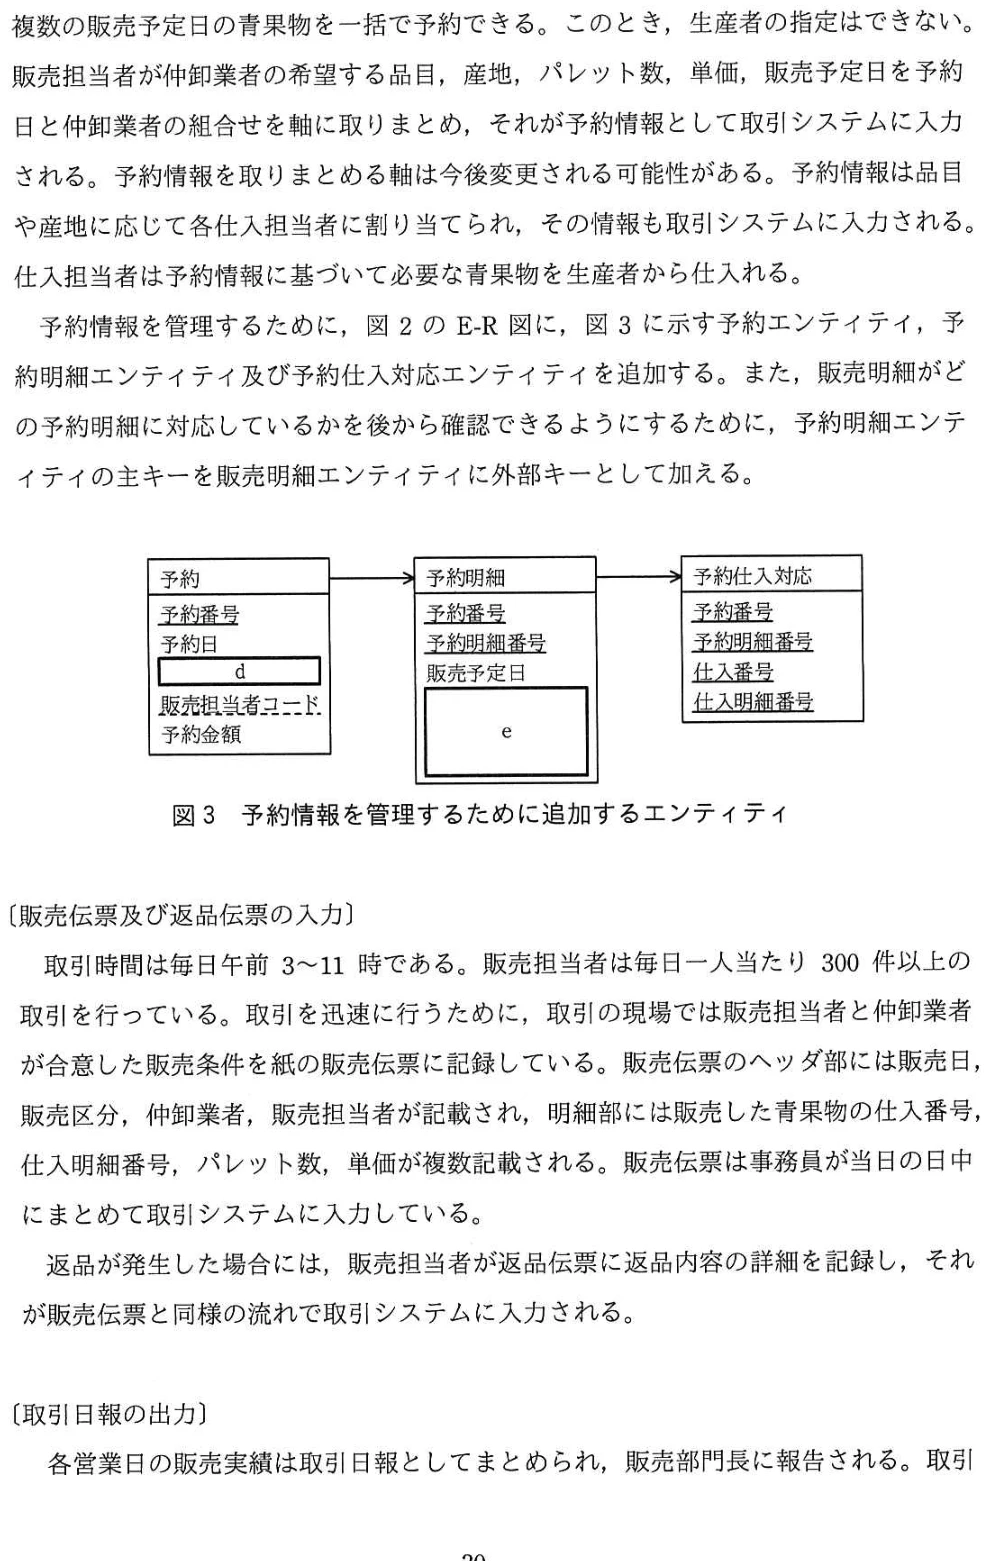 複数の販売予定日の青果物を一括で予約できる。このとき，生産者の指定はできない。
販売担当者が仲卸業者の希望する品目，産地，パレット数，単価，販売予定日を予約
日と仲卸業者の組合せを軸に取りまとめ，それが予約情報として取引システムに入力
される。予約情報を取りまとめる軸は今後変更される可能性がある。予約情報は品目
や産地に応じて各仕入担当者に割り当てられ，その情報も取引システムに入力される。
仕入担当者は予約情報に基づいて必要な青果物を生産者から仕入れる。
予約情報を管理するために，図 2 の E-R 図に，図 3 に示す予約エンティティ，予
約明細エンティティ及び予約仕入対応エンティティを追加する。また，販売明細がど
の予約明細に対応しているかを後から確認できるようにするために，予約明細エンテ
ィティの主キーを販売明細エンティティに外部キーとして加える。
予約
予約番号
予約日
d
販売担当者コード
予約金額
予約明細
予約番号
予約明細番号
販売予定日
e
予約仕入対応
予約番号
予約明細番号
仕入番号
仕入明細番号
図 3 予約情報を管理するために追加するエンティティ
〔販売伝票及び返品伝票の入力〕
取引時間は毎日午前 3～11 時である。販売担当者は毎日一人当たり 300 件以上の
取引を行っている。取引を迅速に行うために，取引の現場では販売担当者と仲卸業者
が合意した販売条件を紙の販売伝票に記録している。販売伝票のヘッダ部には販売日，
販売区分，仲卸業者，販売担当者が記載され，明細部には販売した青果物の仕入番号，
仕入明細番号，パレット数，単価が複数記載される。販売伝票は事務員が当日の日中
にまとめて取引システムに入力している。
返品が発生した場合には，販売担当者が返品伝票に返品内容の詳細を記録し，それ
が販売伝票と同様の流れで取引システムに入力される。
〔取引日報の出力〕
各営業日の販売実績は取引日報としてまとめられ，販売部門長に報告される。取引